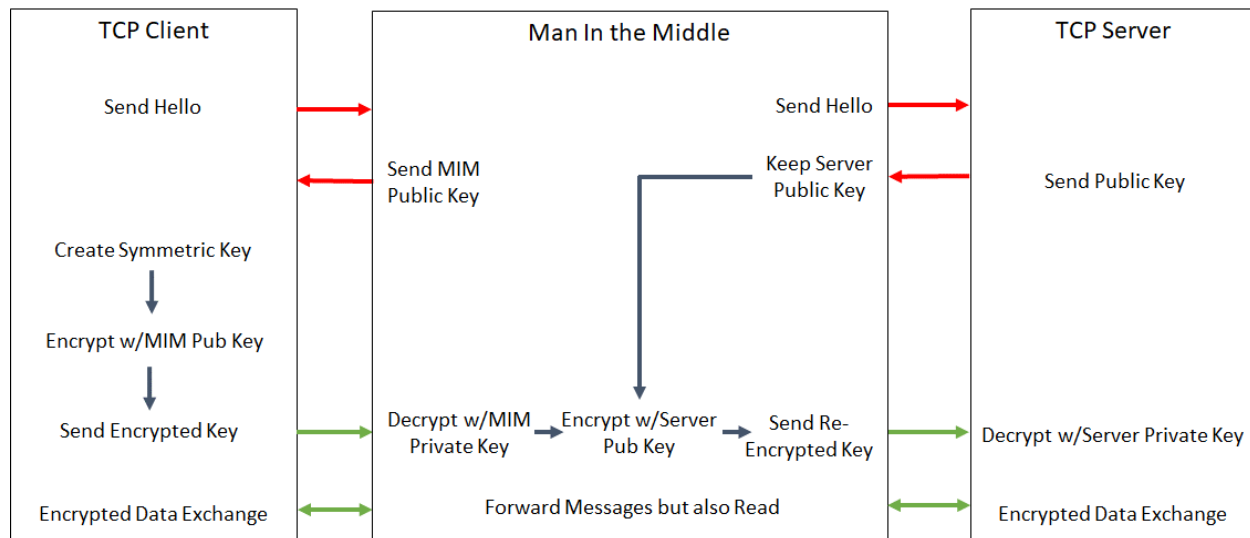 TCP Client
Man In the Middle
TCP Server
Send Hello
Send Hello
Send MIM
Public Key
Keep Server
Public Key
Send Public Key
Create Symmetric Key
Encrypt w/MIM Pub Key
Send Encrypted Key
Decrypt w/MIM
Private Key
Encrypt w/Server
Pub Key
Send Re-
Encrypted Key
Decrypt w/Server Private Key
Encrypted Data Exchange
Forward Messages but also Read
Encrypted Data Exchange